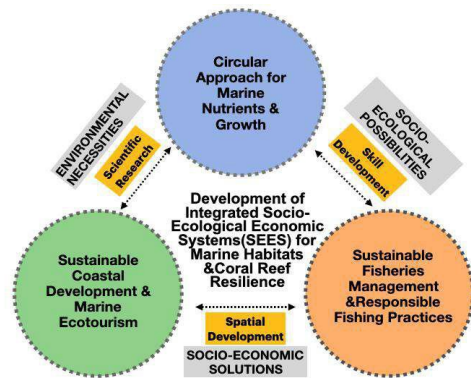 Circular
Approach for
Marine
Nutrients &
Growth
ENVIRONMENTAL
NECESSITIES
Scientific
Research
SOCIO-
ECOLOGICAL
POSSIBILITIES
Skill
Development
Development of
Integrated Socio-
Ecological Economic
Systems(SEES) for
Marine Habitats
&Coral Reef
Resilience
Sustainable
Coastal
Development &
Marine
Ecotourism
Sustainable
Fisheries
Management
&Responsible
Fishing Practices
Spatial
Development
SOCIO-ECONOMIC
SOLUTIONS